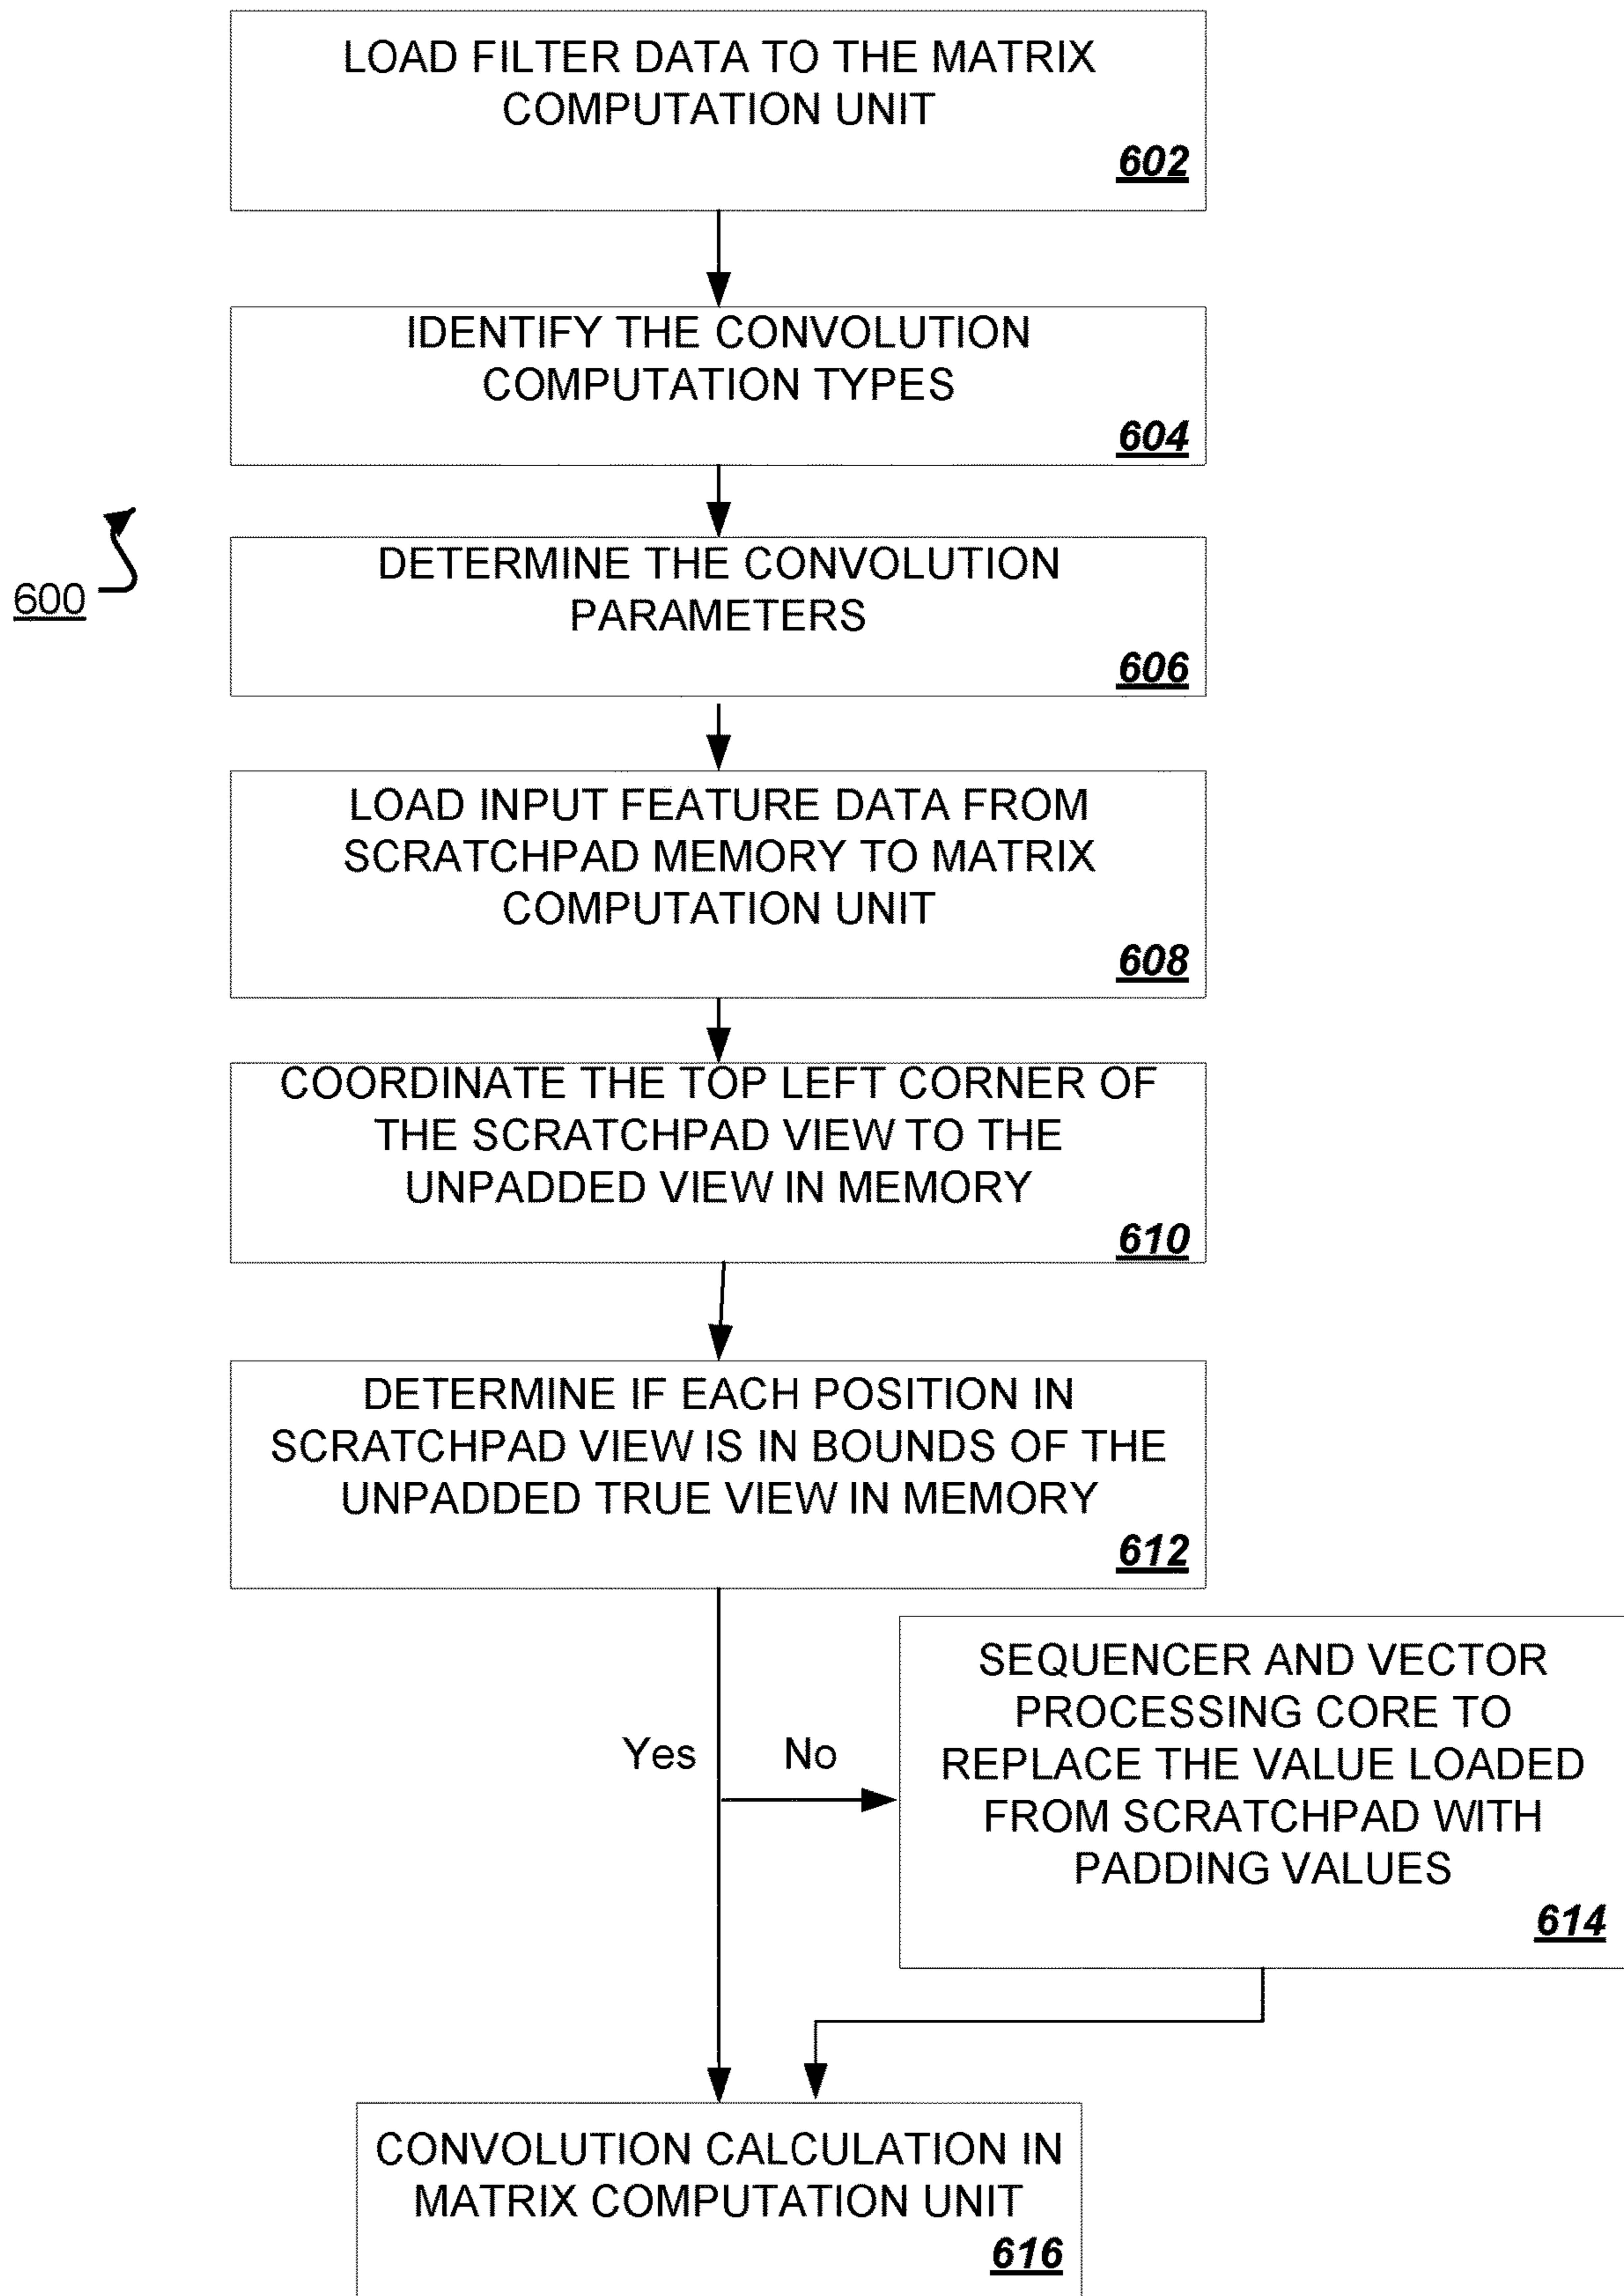 LOAD FILTER DATA TO THE MATRIX
COMPUTATION UNIT
602
IDENTIFY THE CONVOLUTION
COMPUTATION TYPES
604
600
DETERMINE THE CONVOLUTION
PARAMETERS
606
LOAD INPUT FEATURE DATA FROM
SCRATCHPAD MEMORY TO MATRIX
COMPUTATION UNIT
608
COORDINATE THE TOP LEFT CORNER OF
THE SCRATCHPAD VIEW TO THE
UNPADDED VIEW IN MEMORY
610
DETERMINE IF EACH POSITION IN
SCRATCHPAD VIEW IS IN BOUNDS OF THE
UNPADDED TRUE VIEW IN MEMORY
612
Yes
No
SEQUENCER AND VECTOR
PROCESSING CORE TO
REPLACE THE VALUE LOADED
FROM SCRATCHPAD WITH
PADDING VALUES
614
CONVOLUTION CALCULATION IN
MATRIX COMPUTATION UNIT
616